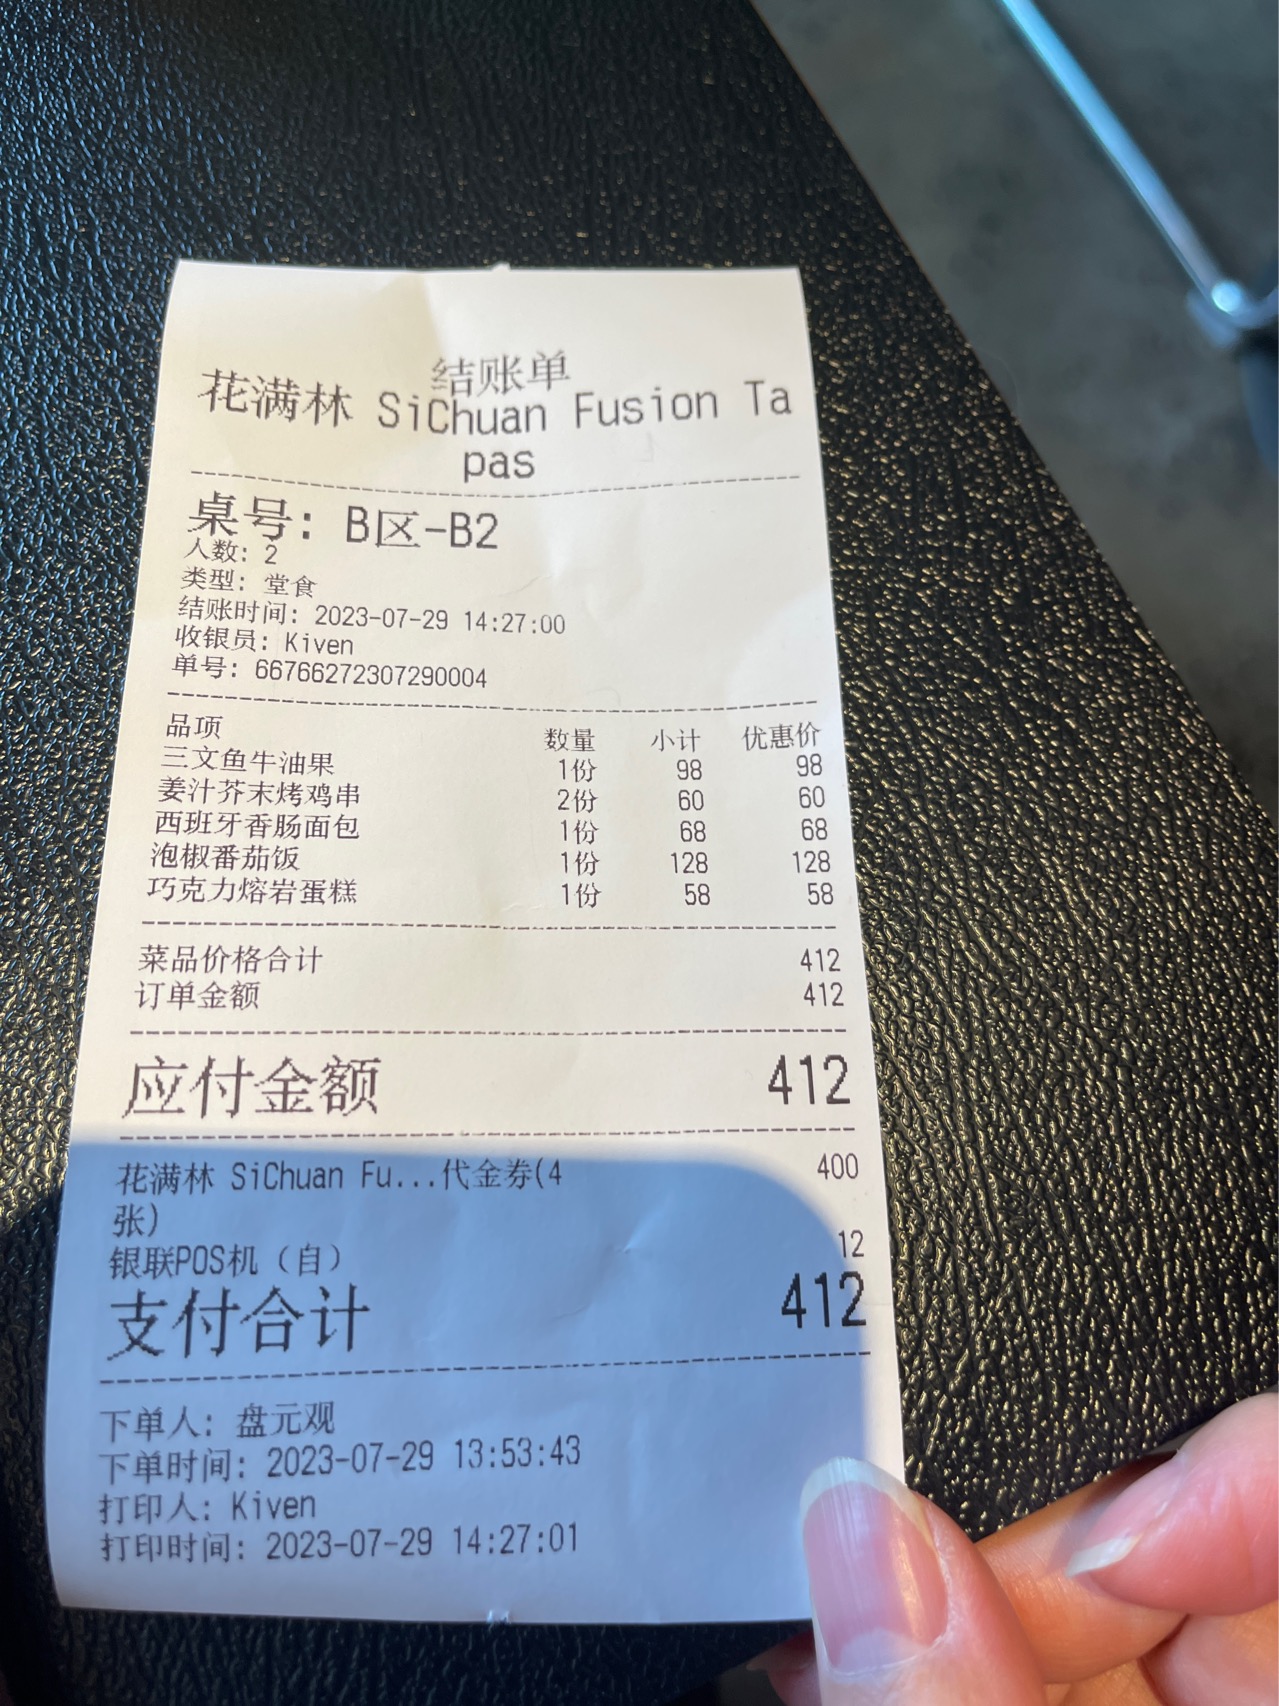 结账单
花满林 SiChuan Fusion Ta
pas
桌号: B区-B2
人数: 2
类型: 堂食
结账时间: 2023-07-29 14:27:00
收银员: Kiven
单号: 66766272307290004
品项 数量 小计 优惠价
三文鱼牛油果 1份 98 98
姜汁芥末烤鸡串 2份 60 60
西班牙香肠面包 1份 68 68
泡椒番茄饭 1份 128 128
巧克力熔岩蛋糕 1份 58 58
菜品价格合计 412
订单金额 412
应付金额 412
花满林 SiChuan Fu...代金券(4 400
张)
银联POS机（自） 12
支付合计 412
下单人: 盘元观
下单时间: 2023-07-29 13:53:43
打印人: Kiven
打印时间: 2023-07-29 14:27:01